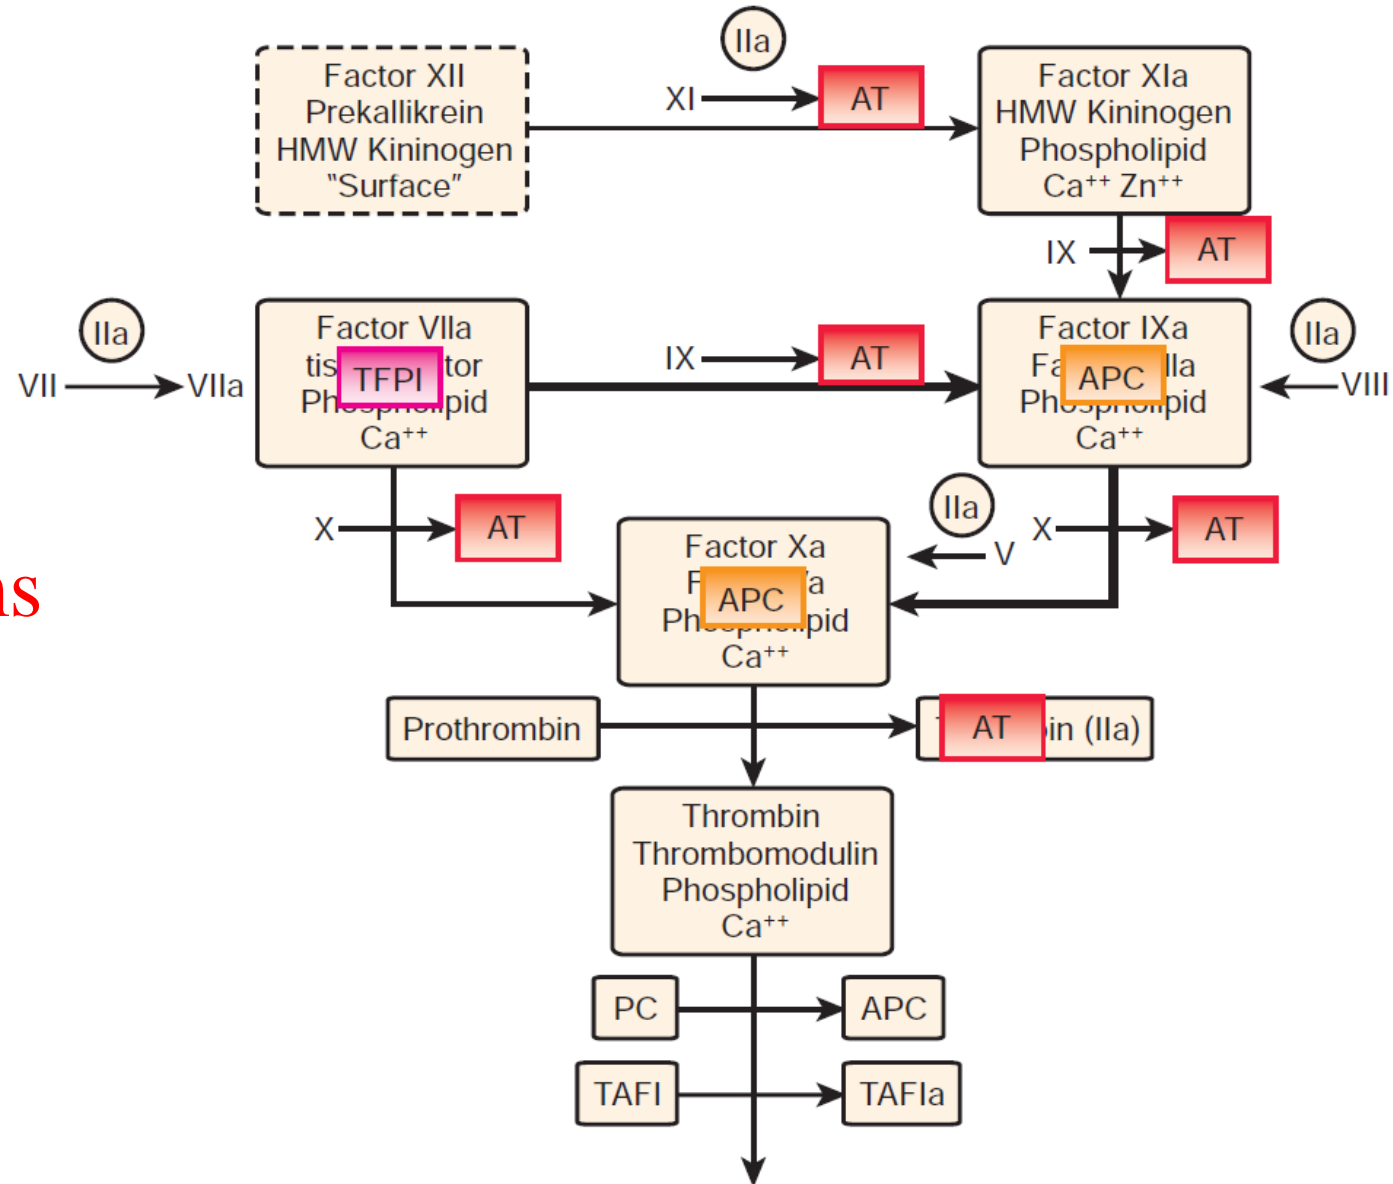 IIa
Factor XII
Prekallikrein
HMW Kininogen
"Surface"
XI
AT
Factor XIa
HMW Kininogen
Phospholipid
Ca++ Zn++
IX
AT
IIa
VII
VIIa
Factor VIIa
TFPI
Ca++
IX
AT
Factor IXa
APC
Ca++
IIa
VIII
X
AT
IIa
V
X
AT
Factor Xa
APC
Ca++
Prothrombin
AT
(IIa)
Thrombin
Thrombomodulin
Phospholipid
Ca++
PC
APC
TAFI
TAFIa